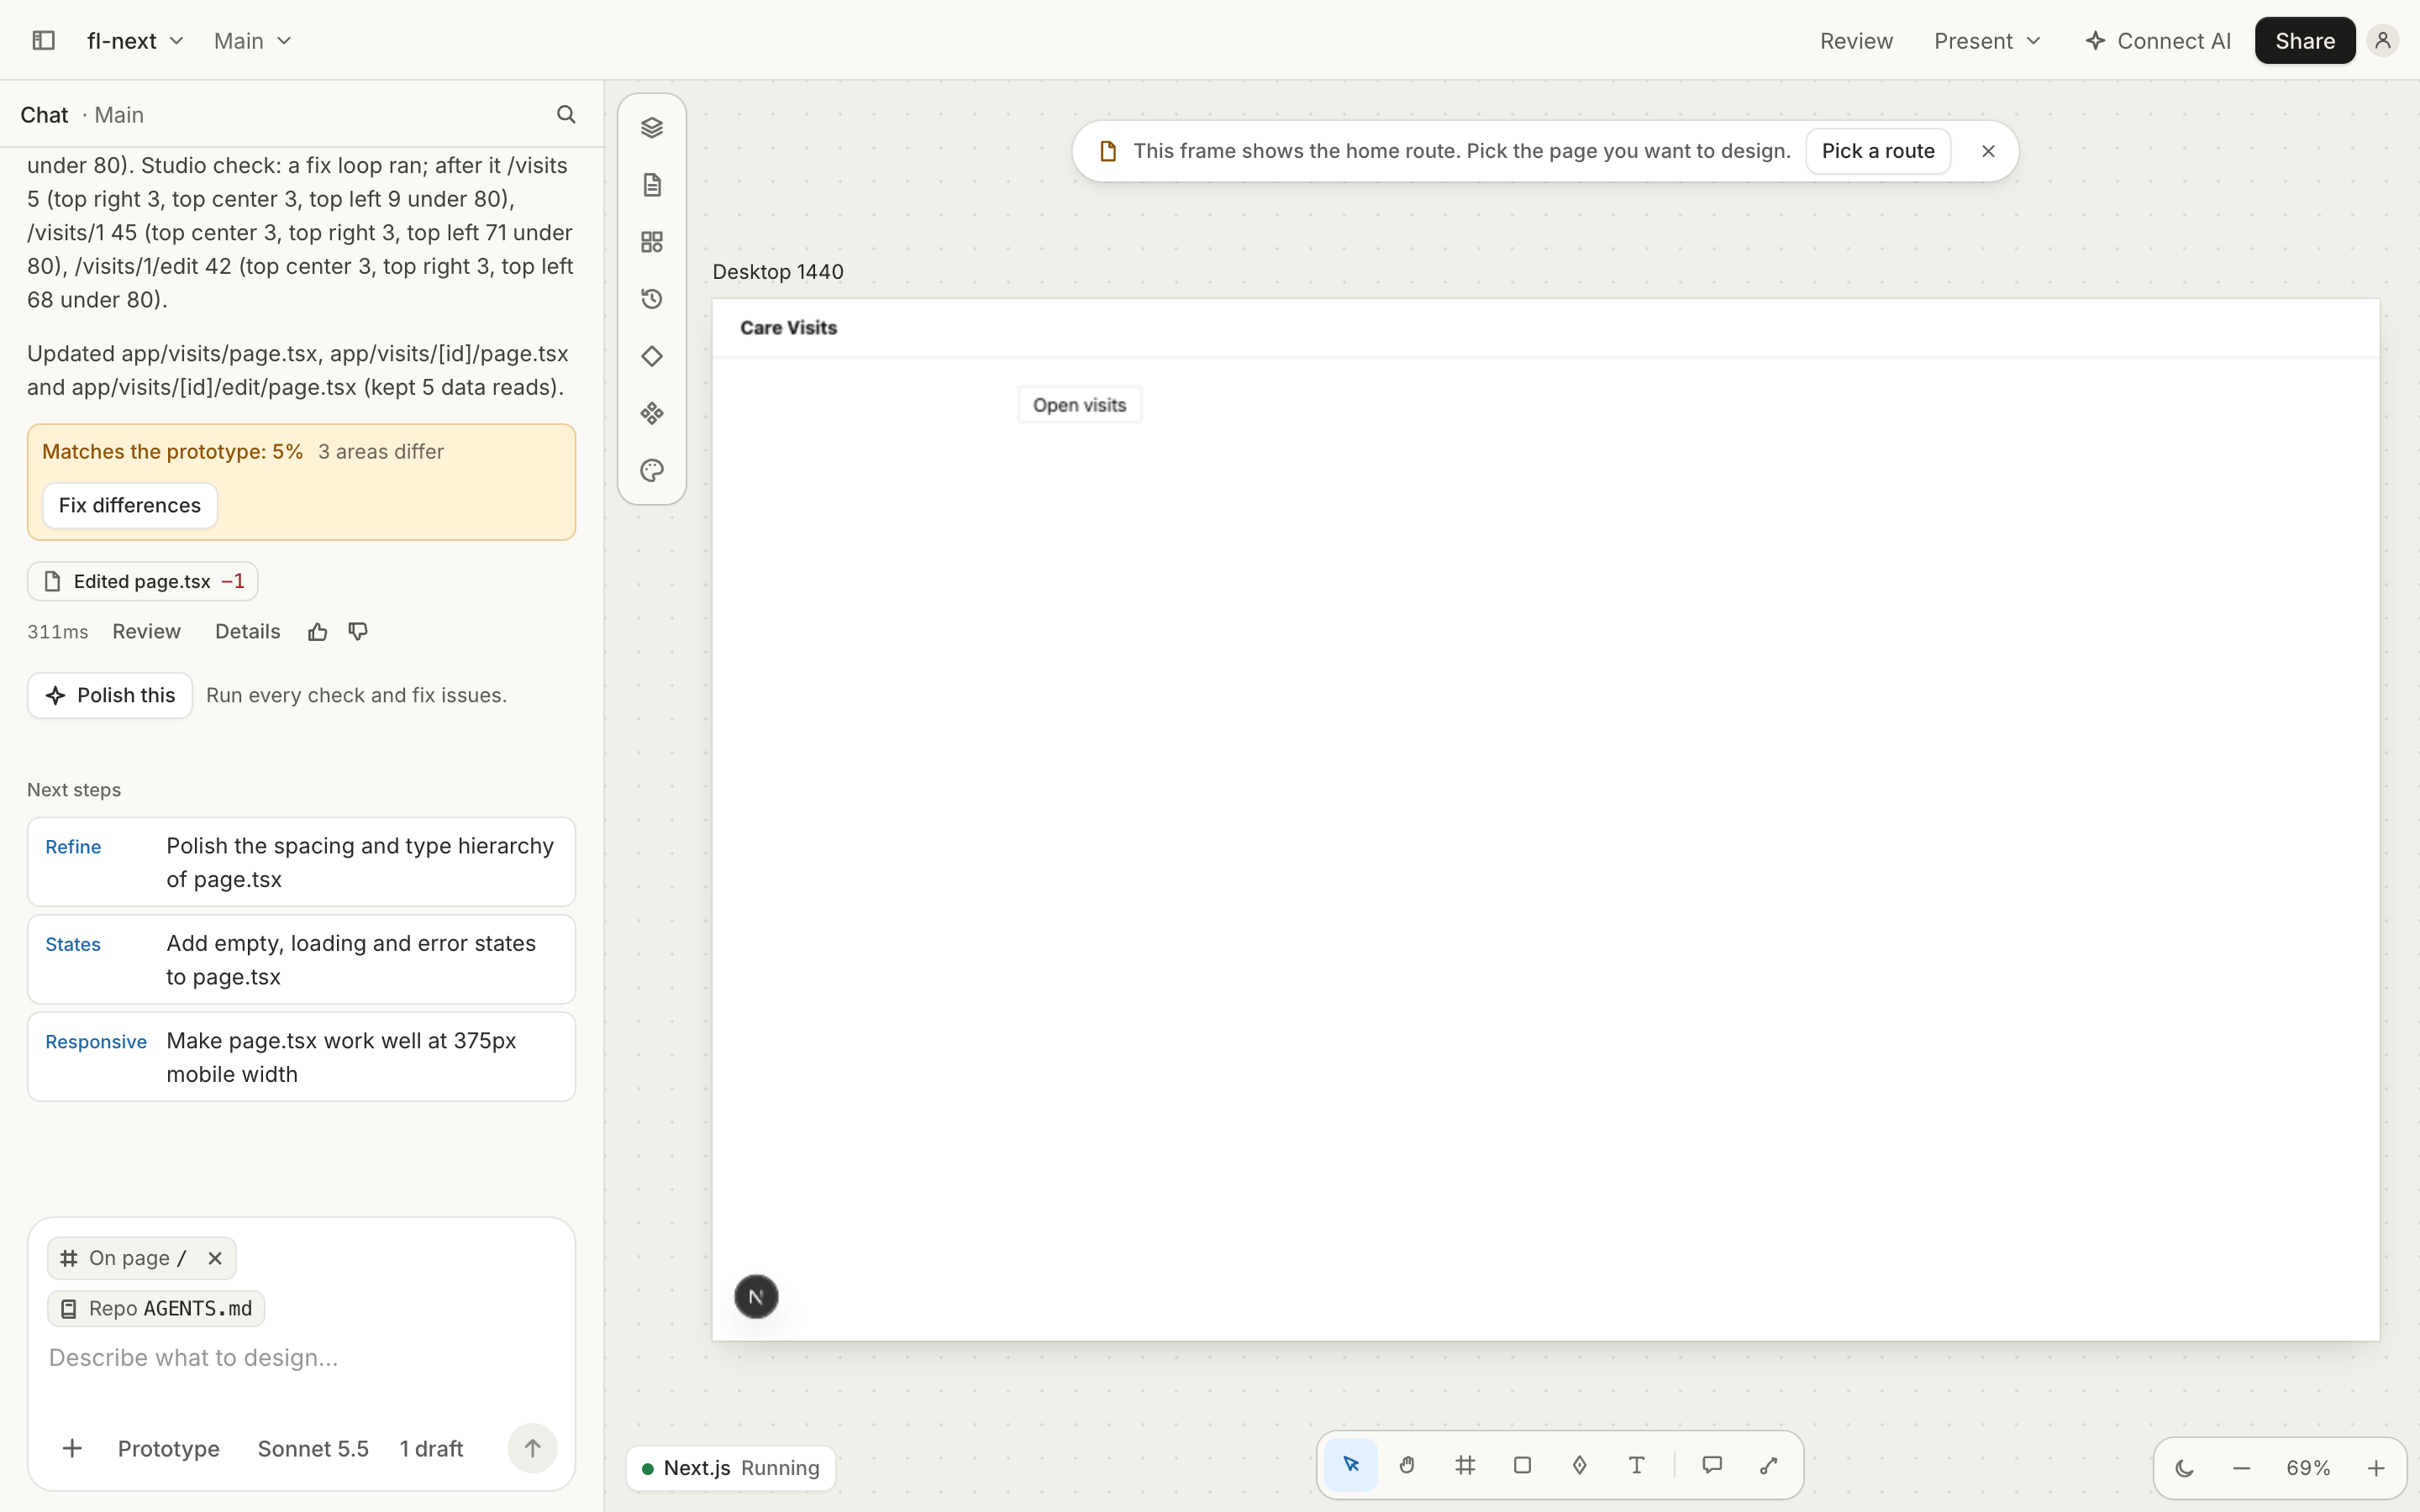 fl-next
Main
Review
Present
Connect AI
Share
Chat · Main
under 80). Studio check: a fix loop ran; after it /visits
5 (top right 3, top center 3, top left 9 under 80),
/visits/1 45 (top center 3, top right 3, top left 71 under
80), /visits/1/edit 42 (top center 3, top right 3, top left
68 under 80).
Updated app/visits/page.tsx, app/visits/[id]/page.tsx
and app/visits/[id]/edit/page.tsx (kept 5 data reads).
Matches the prototype: 5% 3 areas differ
Fix differences
Edited page.tsx −1
311ms Review Details
Polish this Run every check and fix issues.
Next steps
Refine Polish the spacing and type hierarchy
of page.tsx
States Add empty, loading and error states
to page.tsx
Responsive Make page.tsx work well at 375px
mobile width
On page /
Repo AGENTS.md
Describe what to design...
Prototype Sonnet 5.5 1 draft
This frame shows the home route. Pick the page you want to design. Pick a route
Desktop 1440
Care Visits
Open visits
N
Next.js Running
69%